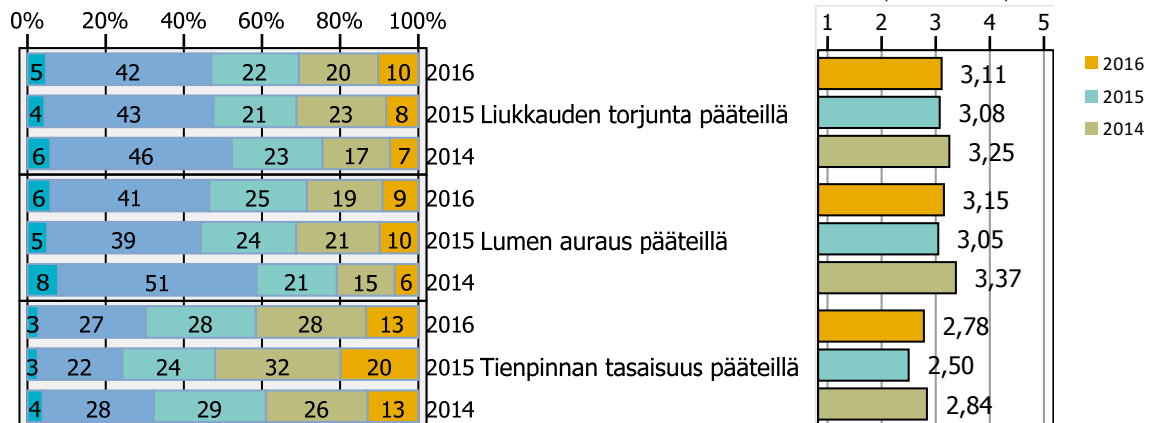 0% 20% 40% 60% 80% 100% 1 2 3 4 5
5 42 22 20 10 2016 3,11 2016
4 43 21 23 8 2015 Liukkauden torjunta pääteillä 3,08 2015
6 46 23 17 7 2014 3,25 2014
6 41 25 19 9 2016 3,15
5 39 24 21 10 2015 Lumen auraus pääteillä 3,05
8 51 21 15 6 2014 3,37
3 27 28 28 13 2016 2,78
3 22 24 32 20 2015 Tienpinnan tasaisuus pääteillä 2,50
4 28 29 26 13 2014 2,84